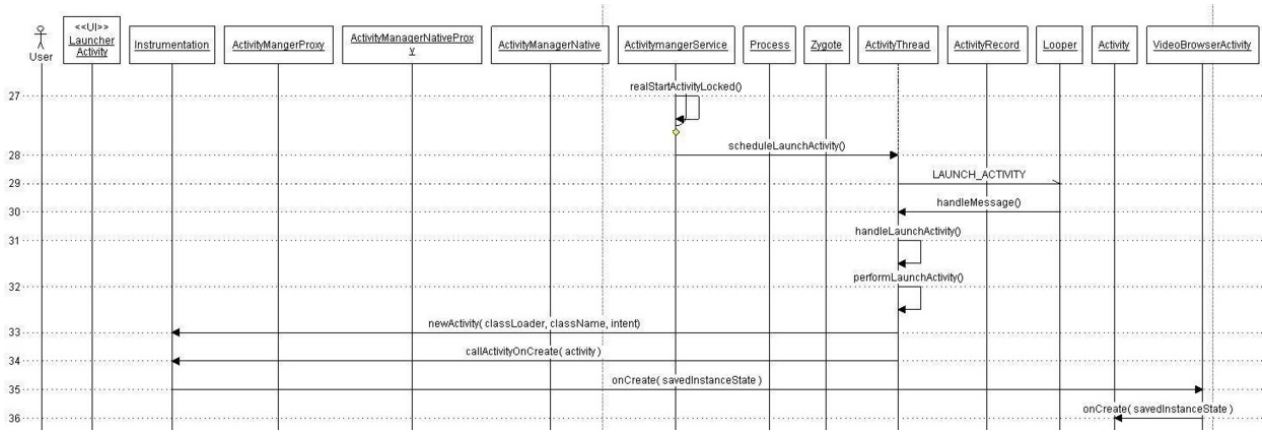 <<UI>>
Launcher
Activity
User
Instrumentation
ActivityMangerProxy
ActivityManagerNativeProx
y
ActivityManagerNative
ActivitymangerService
Process
Zygote
ActivityThread
ActivityRecord
Looper
Activity
VideoBrowserActivity
27
realStartActivityLocked()
28
scheduleLaunchActivity()
29
LAUNCH_ACTIVITY
30
handleMessage()
31
handleLaunchActivity()
32
performLaunchActivity()
33
newActivity( classLoader, className, intent)
34
callActivityOnCreate( activity )
35
onCreate( savedInstanceState )
36
onCreate( savedInstanceState )